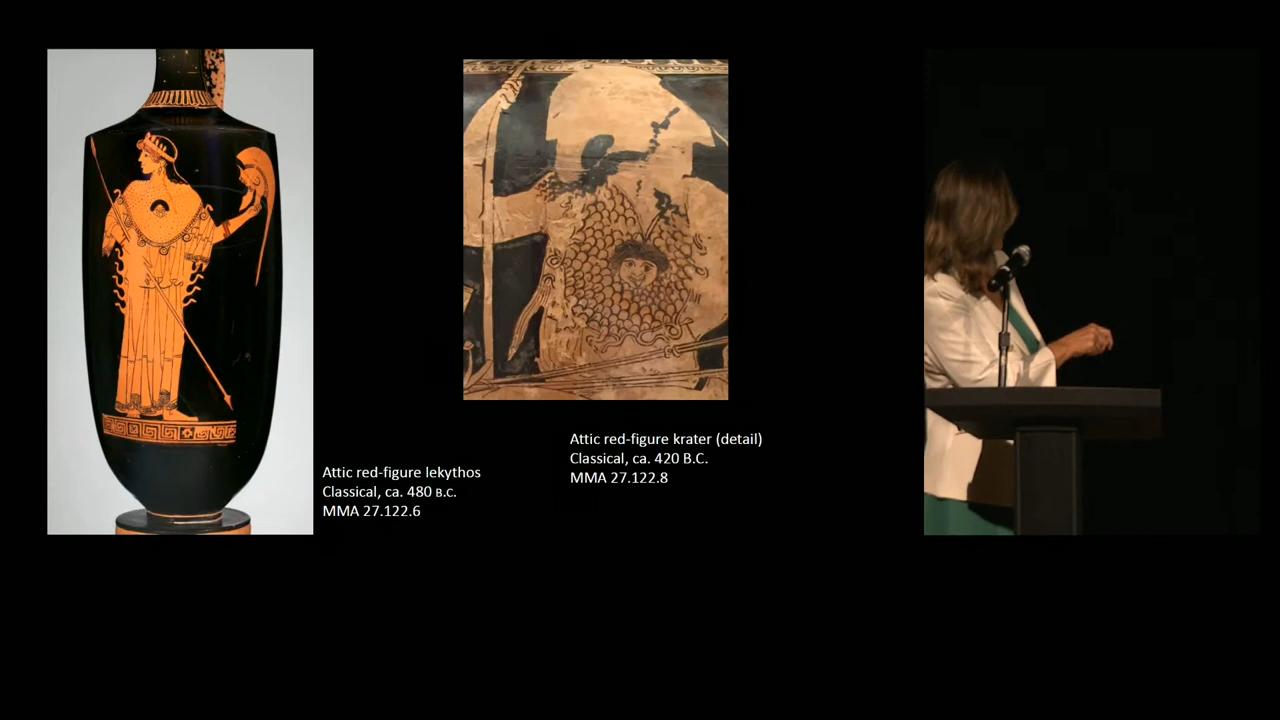 Attic red-figure lekythos
Classical, ca. 480 B.C.
MMA 27.122.6
Attic red-figure krater (detail)
Classical, ca. 420 B.C.
MMA 27.122.8